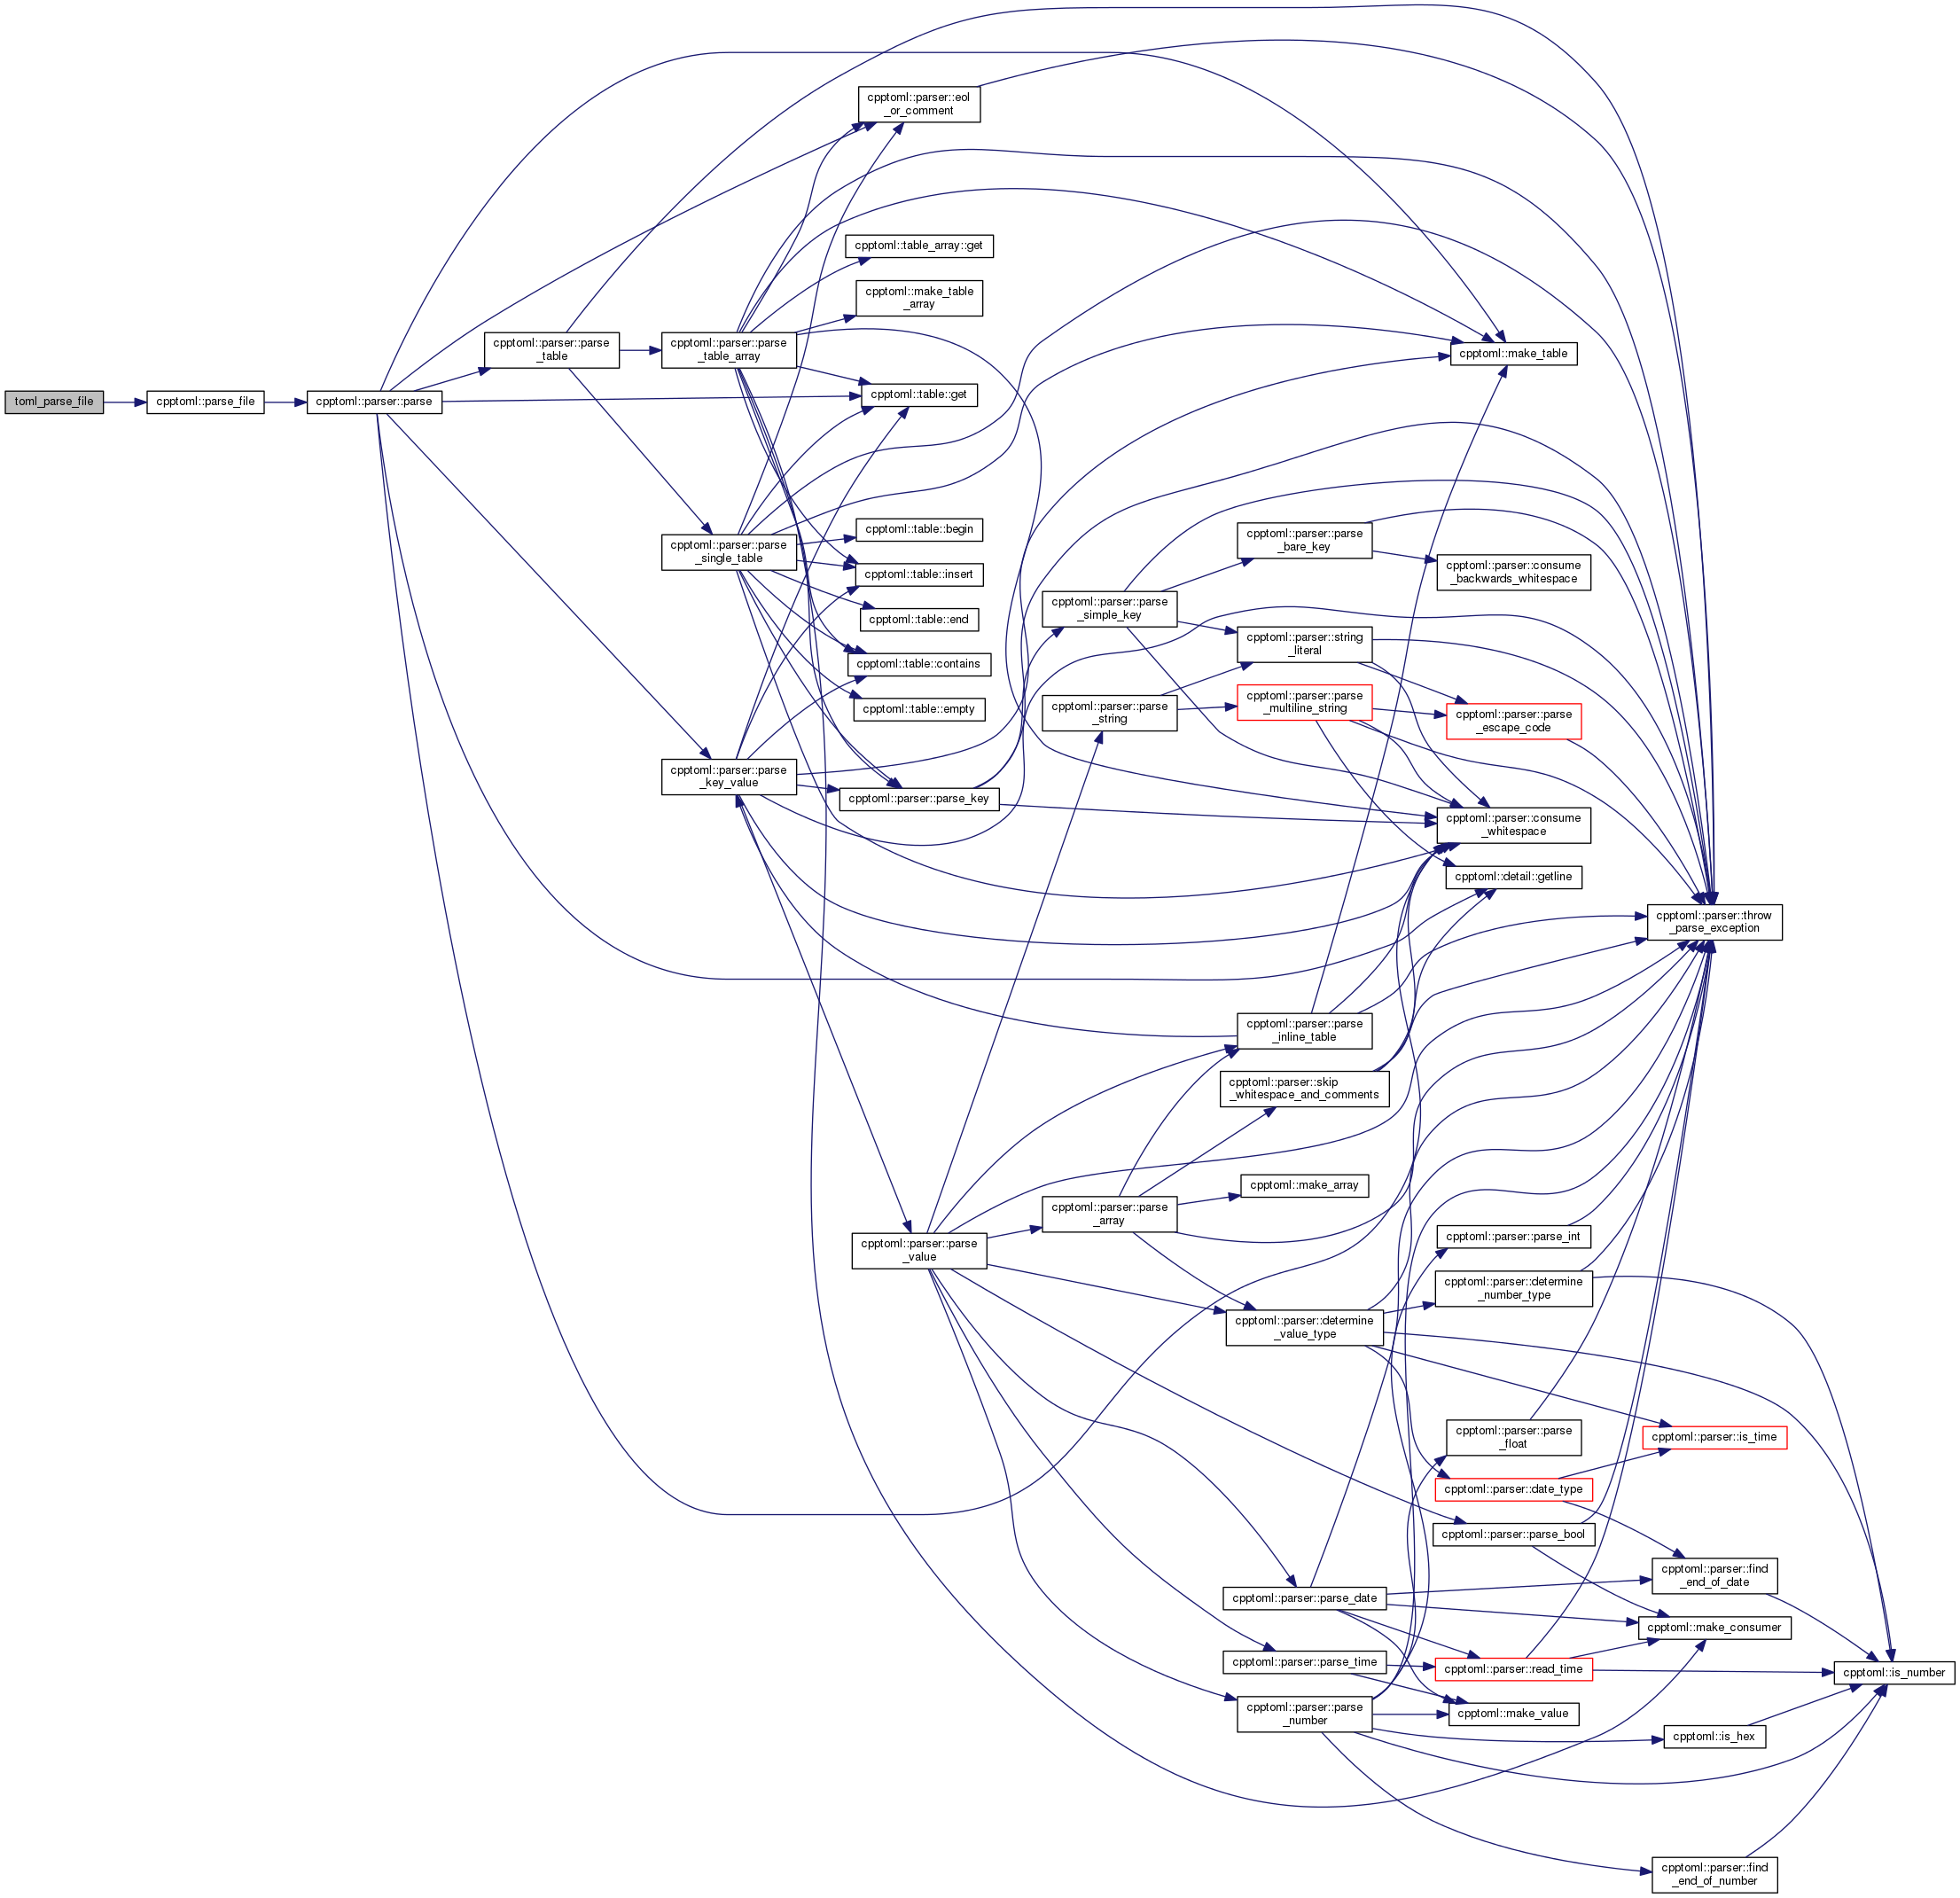 toml_parse_file
cpptoml::parse_file
cpptoml::parser::parse
cpptoml::parser::parse
_table
cpptoml::parser::parse
_table_array
cpptoml::parser::parse
_single_table
cpptoml::parser::parse
_key_value
cpptoml::parser::eol
_or_comment
cpptoml::table_array::get
cpptoml::make_table
_array
cpptoml::table::get
cpptoml::table::begin
cpptoml::table::insert
cpptoml::table::end
cpptoml::table::contains
cpptoml::table::empty
cpptoml::parser::parse_key
cpptoml::parser::parse
_value
cpptoml::parser::parse
_simple_key
cpptoml::parser::parse
_string
cpptoml::parser::parse
_array
cpptoml::parser::parse
_bare_key
cpptoml::parser::string
_literal
cpptoml::parser::parse
_multiline_string
cpptoml::parser::parse
_inline_table
cpptoml::parser::skip
_whitespace_and_comments
cpptoml::make_array
cpptoml::parser::determine
_value_type
cpptoml::parser::parse_date
cpptoml::parser::parse_time
cpptoml::parser::parse
_number
cpptoml::make_table
cpptoml::parser::consume
_backwards_whitespace
cpptoml::parser::parse
_escape_code
cpptoml::parser::consume
_whitespace
cpptoml::detail::getline
cpptoml::parser::parse_int
cpptoml::parser::determine
_number_type
cpptoml::parser::parse
_float
cpptoml::parser::date_type
cpptoml::parser::parse_bool
cpptoml::parser::read_time
cpptoml::make_value
cpptoml::parser::throw
_parse_exception
cpptoml::parser::is_time
cpptoml::parser::find
_end_of_date
cpptoml::make_consumer
cpptoml::is_hex
cpptoml::parser::find
_end_of_number
cpptoml::is_number